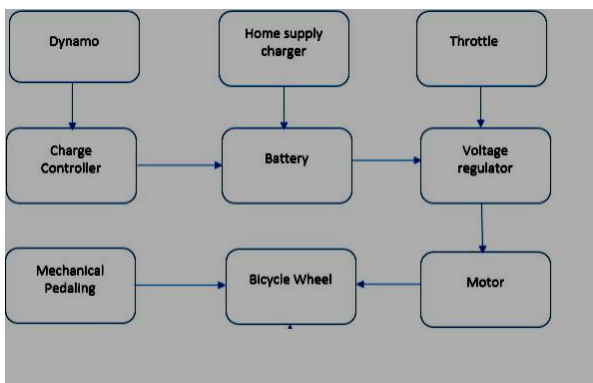 Dynamo
Home supply
charger
Throttle
Charge
Controller
Battery
Voltage
regulator
Mechanical
Pedaling
Bicycle Wheel
Motor